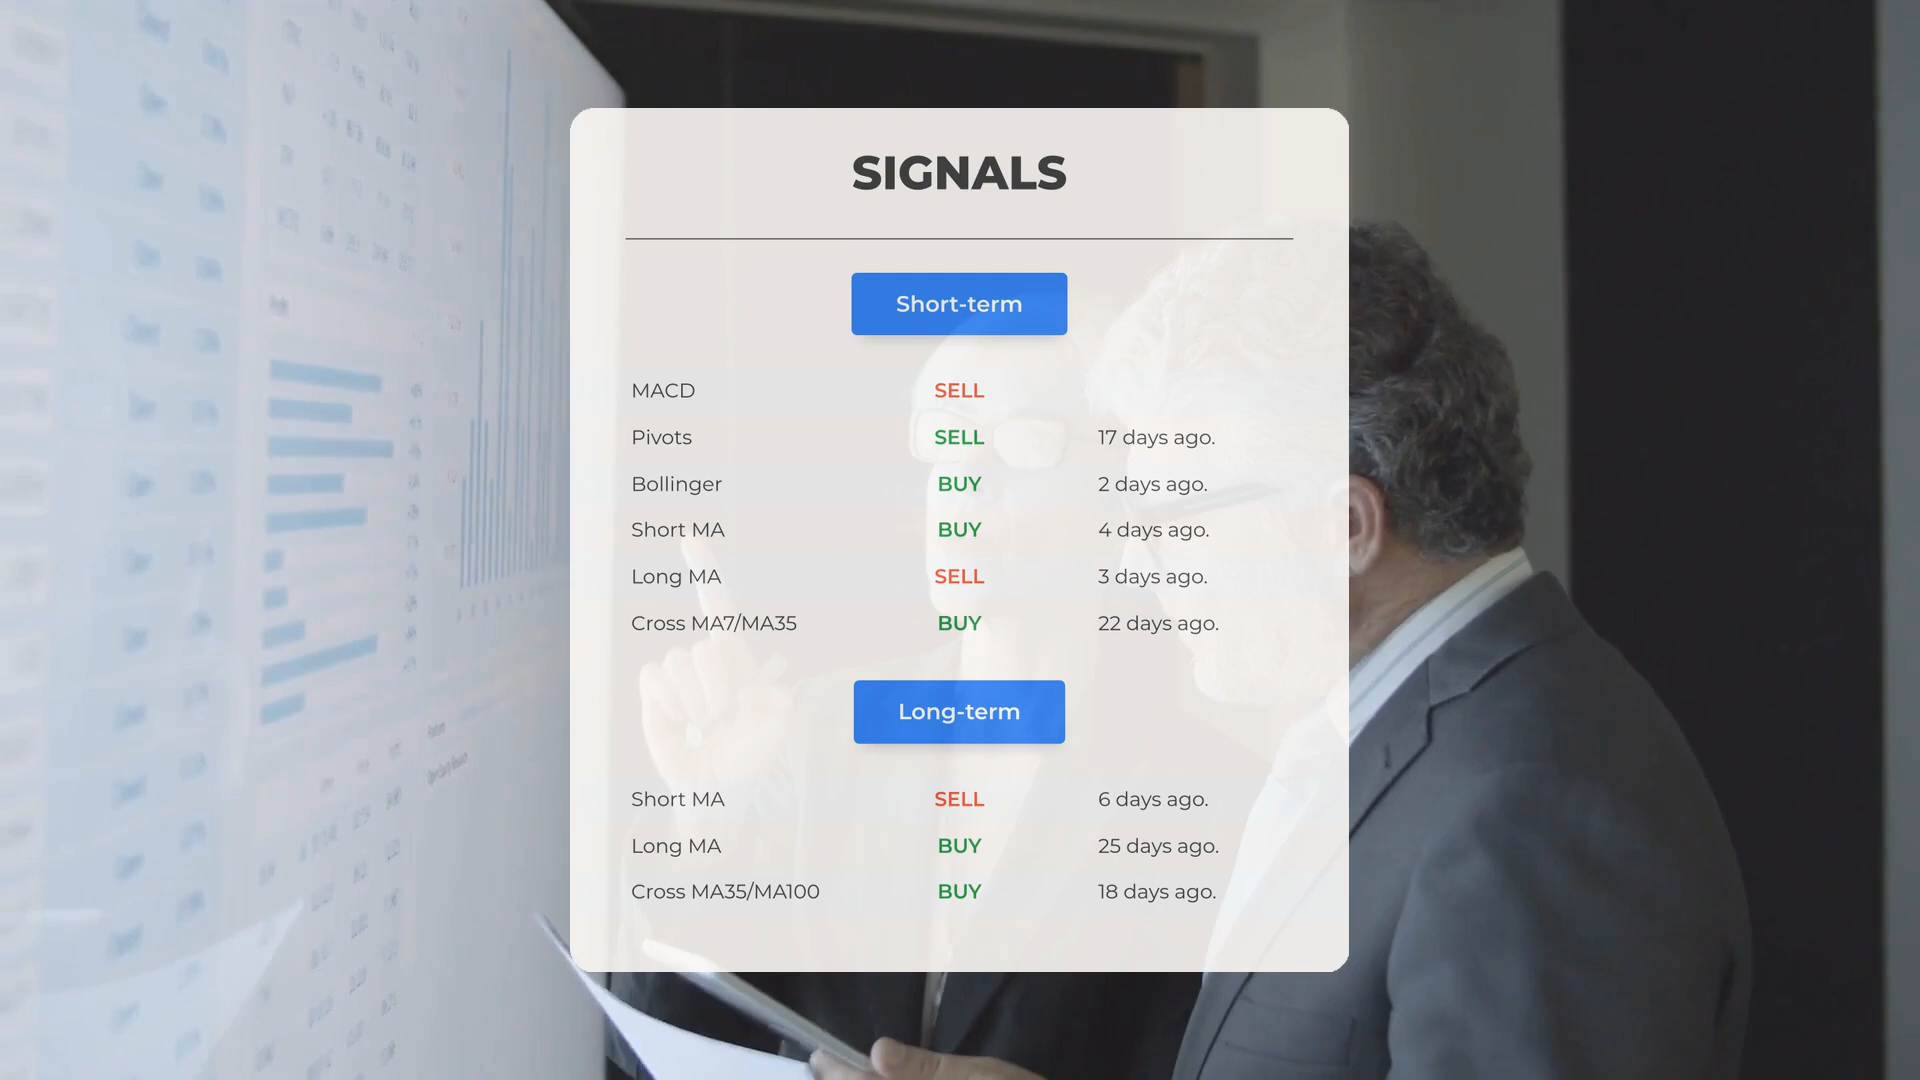 SIGNALS
Short-term
MACD SELL
Pivots SELL 17 days ago.
Bollinger BUY 2 days ago.
Short MA BUY 4 days ago.
Long MA SELL 3 days ago.
Cross MA7/MA35 BUY 22 days ago.
Long-term
Short MA SELL 6 days ago.
Long MA BUY 25 days ago.
Cross MA35/MA100 BUY 18 days ago.